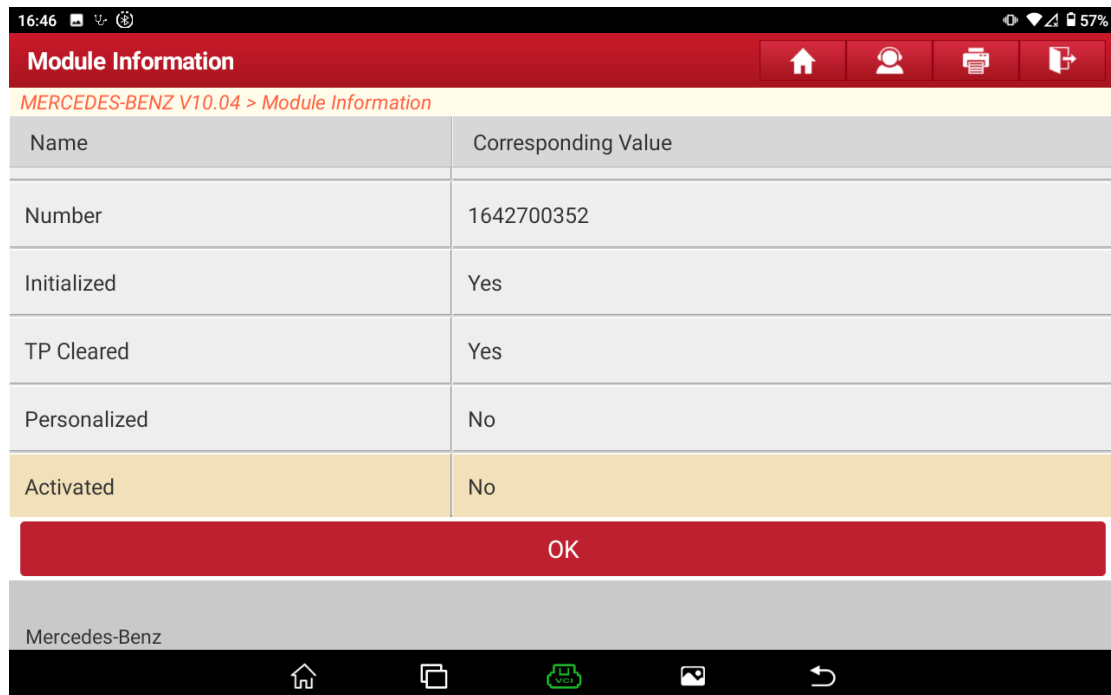 16:46 57%
Module Information
MERCEDES-BENZ V10.04 > Module Information
Name Corresponding Value
Number 1642700352
Initialized Yes
TP Cleared Yes
Personalized No
Activated No
OK
Mercedes-Benz
VCI